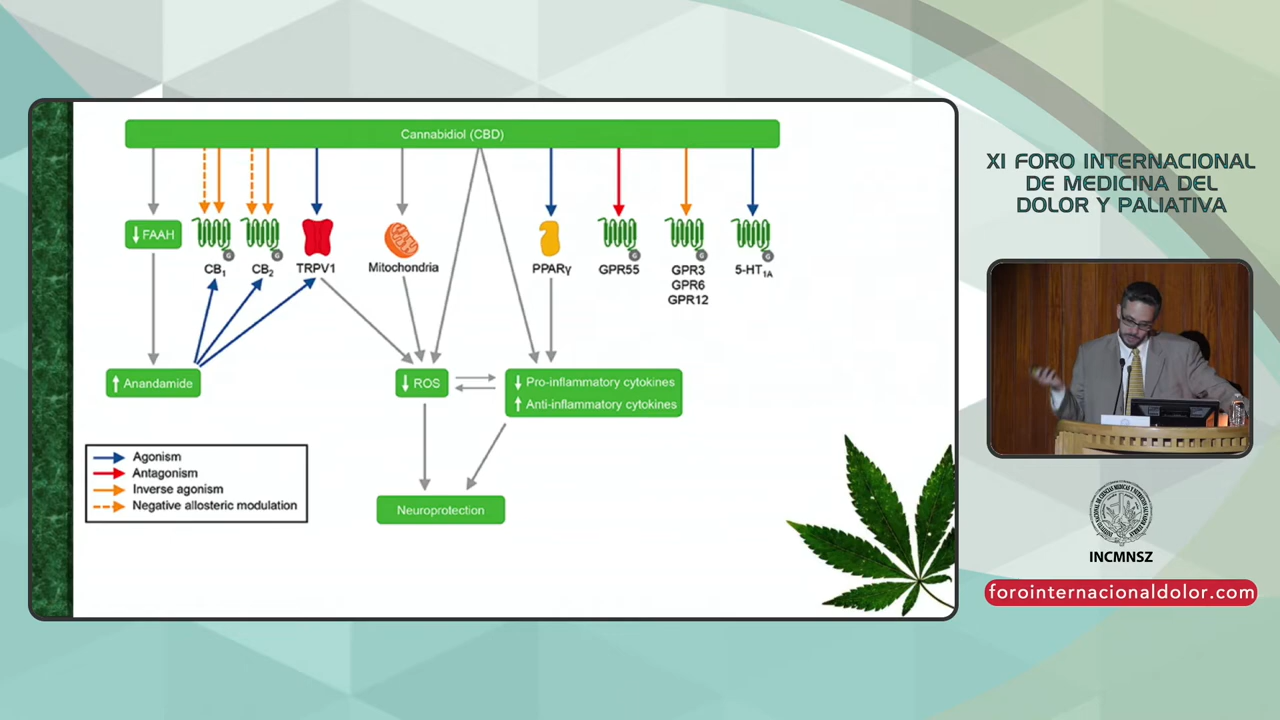 Cannabidiol (CBD)
↓ FAAH
CB₁
CB₂
TRPV1
Mitochondria
PPARγ
GPR55
GPR3
GPR6
GPR12
5-HT₁A
G
G
G
G
G
↑ Anandamide
↓ ROS
↓ Pro-inflammatory cytokines
↑ Anti-inflammatory cytokines
Agonism
Antagonism
Inverse agonism
Negative allosteric modulation
Neuroprotection
XI FORO INTERNACIONAL
DE MEDICINA DEL
DOLOR Y PALIATIVA
INCMNSZ
forointernacionaldolor.com